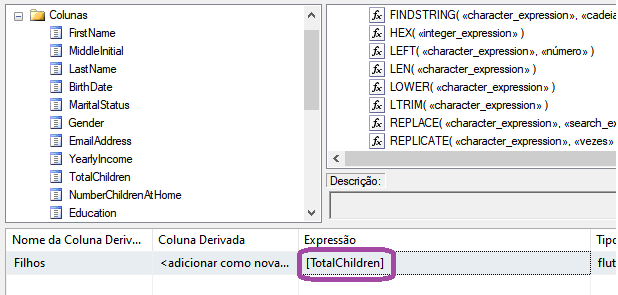 Colunas
FirstName
MiddleInitial
LastName
BirthDate
MaritalStatus
Gender
EmailAddress
YearlyIncome
TotalChildren
NumberChildrenAtHome
Education
FINDSTRING( «character_expression», «cadeia
HEX( «integer_expression» )
LEFT( «character_expression», «número» )
LEN( «character_expression» )
LOWER( «character_expression» )
LTRIM( «character_expression» )
REPLACE( «character_expression», «search_ex
REPLICATE( «character_expression», «vezes»
Descrição:
Nome da Coluna Deriv... Coluna Derivada Expressão Tipo
Filhos <adicionar como nova... [TotalChildren] flut